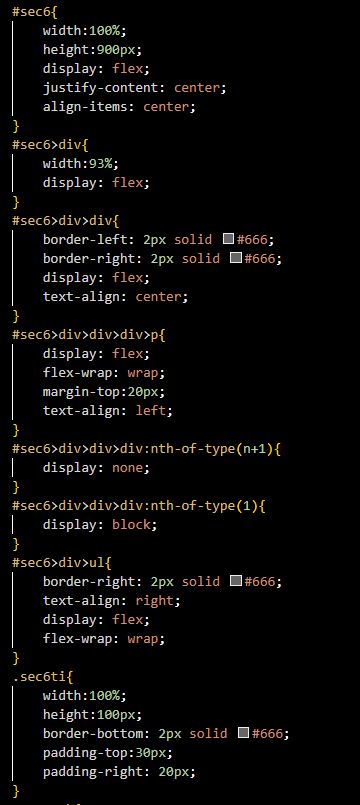 #sec6{
width:100%;
height:900px;
display: flex;
justify-content: center;
align-items: center;
}
#sec6>div{
width:93%;
display: flex;
}
#sec6>div>div{
border-left: 2px solid #666;
border-right: 2px solid #666;
display: flex;
text-align: center;
}
#sec6>div>div>div>p{
display: flex;
flex-wrap: wrap;
margin-top:20px;
text-align: left;
}
#sec6>div>div>div:nth-of-type(n+1){
display: none;
}
#sec6>div>div>div:nth-of-type(1){
display: block;
}
#sec6>div>ul{
border-right: 2px solid #666;
text-align: right;
display: flex;
flex-wrap: wrap;
}
.sec6ti{
width:100%;
height:100px;
border-bottom: 2px solid #666;
padding-top:30px;
padding-right: 20px;
}